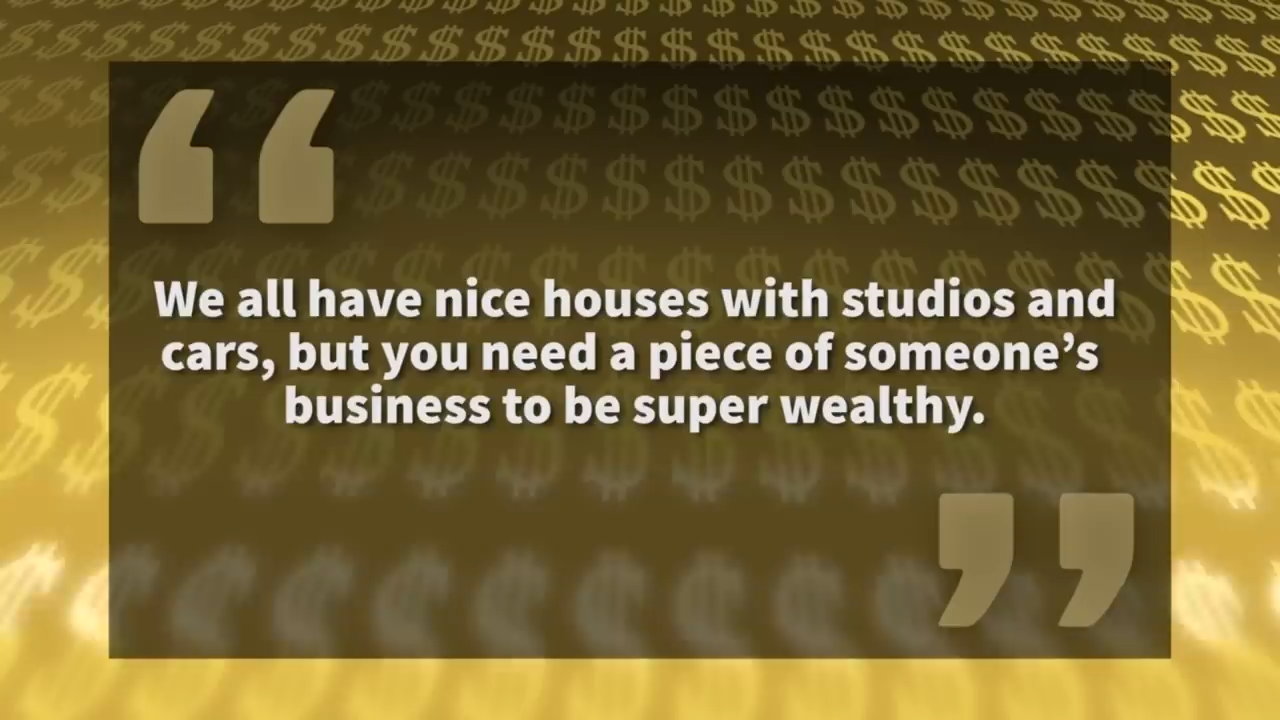 We all have nice houses with studios and
cars, but you need a piece of someone’s
business to be super wealthy.